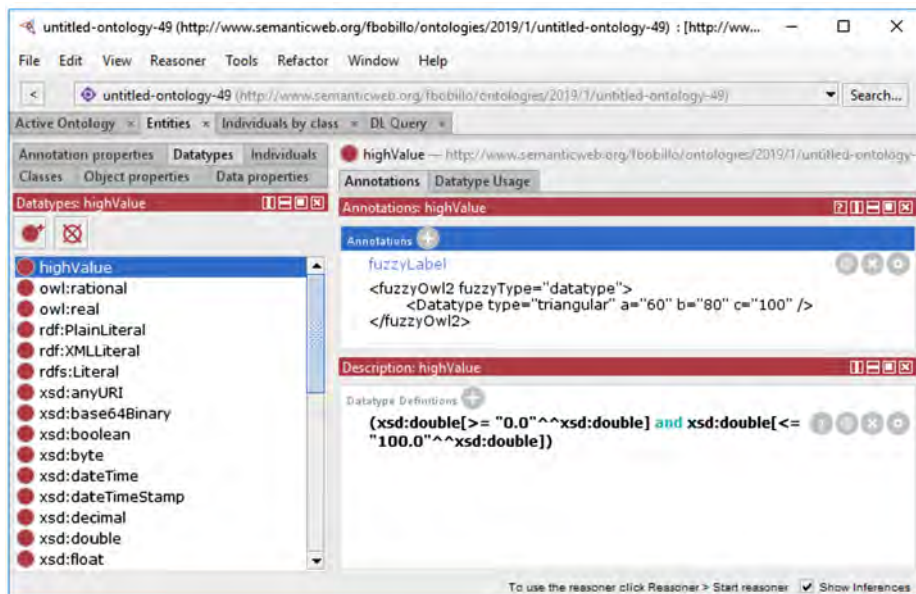 untitled-ontology-49 (http://www.semanticweb.org/fbobillo/ontologies/2019/1/untitled-ontology-49) : [http://ww...
File Edit View Reasoner Tools Refactor Window Help
< untitled-ontology-49 (http://www.semanticweb.org/fbobillo/ontologies/2019/1/untitled-ontology-49) Search...
Active Ontology × Entities × Individuals by class × DL Query ×
Annotation properties Datatypes Individuals
Classes Object properties Data properties
highValue — http://www.semanticweb.org/fbobillo/ontologies/2019/1/untitled-ontology-
Annotations Datatype Usage
Datatypes: highValue
highValue
owl:rational
owl:real
rdf:PlainLiteral
rdf:XMLLiteral
rdfs:Literal
xsd:anyURI
xsd:base64Binary
xsd:boolean
xsd:byte
xsd:dateTime
xsd:dateTimeStamp
xsd:decimal
xsd:double
xsd:float
Annotations: highValue
Annotations
fuzzyLabel
<fuzzyOwl2 fuzzyType="datatype">
<Datatype type="triangular" a="60" b="80" c="100" />
</fuzzyOwl2>
Description: highValue
Datatype Definitions
(xsd:double[>= "0.0"^^xsd:double] and xsd:double[<=
"100.0"^^xsd:double])
To use the reasoner click Reasoner > Start reasoner Show Inferences